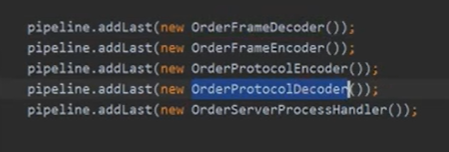 pipeline.addLast(new OrderFrameDecoder());
pipeline.addLast(new OrderFrameEncoder());
pipeline.addLast(new OrderProtocolEncoder());
pipeline.addLast(new OrderProtocolDecoder());
pipeline.addLast(new OrderServerProcessHandler());